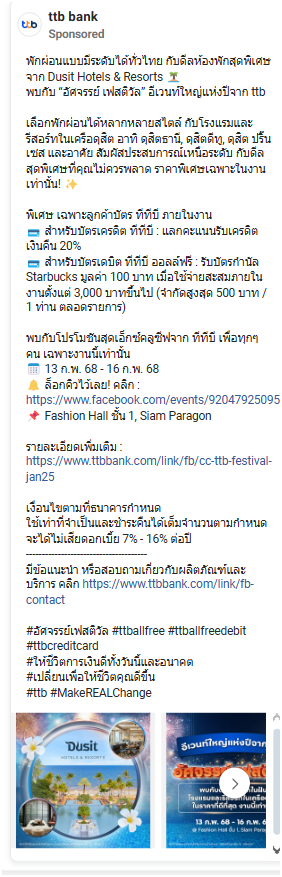 ttb bank
Sponsored
พักผ่อนแบบมีระดับได้ทั่วไทย กับดีลห้องพักสุดพิเศษ
จาก Dusit Hotels & Resorts 🏝️
พบกับ “อัศจรรย์ เฟสติวัล” อีเวนท์ใหญ่แห่งปีจาก ttb
เลือกพักผ่อนได้หลากหลายสไตล์ กับโรงแรมและ
รีสอร์ทในเครือดุสิต อาทิ ดุสิตธานี, ดุสิตดีทู, ดุสิต ปริ๊น
เซส และอาศัย สัมผัสประสบการณ์เหนือระดับ กับดีล
สุดพิเศษที่คุณไม่ควรพลาด ราคาพิเศษเฉพาะในงาน
เท่านั้น! ✨
พิเศษ เฉพาะลูกค้าบัตร ทีทีบี ภายในงาน
💳 สำหรับบัตรเครดิต ทีทีบี : แลกคะแนนรับเครดิต
เงินคืน 20%
💳 สำหรับบัตรเดบิต ทีทีบี ออลล์ฟรี : รับบัตรกำนัล
Starbucks มูลค่า 100 บาท เมื่อใช้จ่ายสะสมภายใน
งานตั้งแต่ 3,000 บาทขึ้นไป (จำกัดสูงสุด 500 บาท /
1 ท่าน ตลอดรายการ)
พบกับโปรโมชันสุดเอ็กซ์คลูซีฟจาก ทีทีบี เพื่อทุกๆ
คน เฉพาะงานนี้เท่านั้น
🗓️ 13 ก.พ. 68 - 16 ก.พ. 68
🔔 ล็อกคิวไว้เลย! คลิก :
https://www.facebook.com/events/92047925095
📌 Fashion Hall ชั้น 1, Siam Paragon
รายละเอียดเพิ่มเติม :
https://www.ttbbank.com/link/fb/cc-ttb-festival-
jan25
เงื่อนไขตามที่ธนาคารกำหนด
ใช้เท่าที่จำเป็นและชำระคืนได้เต็มจำนวนตามกำหนด
จะได้ไม่เสียดอกเบี้ย 7% - 16% ต่อปี
----------------------------------------
มีข้อแนะนำ หรือสอบถามเกี่ยวกับผลิตภัณฑ์และ
บริการ คลิก https://www.ttbbank.com/link/fb-
contact
#อัศจรรย์เฟสติวัล #ttballfree #ttballfreedebit
#ttbcreditcard
#ให้ชีวิตการเงินดีทั้งวันนี้และอนาคต
#เปลี่ยนเพื่อให้ชีวิตคุณดีขึ้น
#ttb #MakeREALChange
Dusit
HOTELS & RESORTS
อีเวนท์ใหญ่แห่งปีจาก
13 ก.พ. 68 - 16 ก.พ. 68
@ Fashion Hall ชั้น 1, Siam Paragon